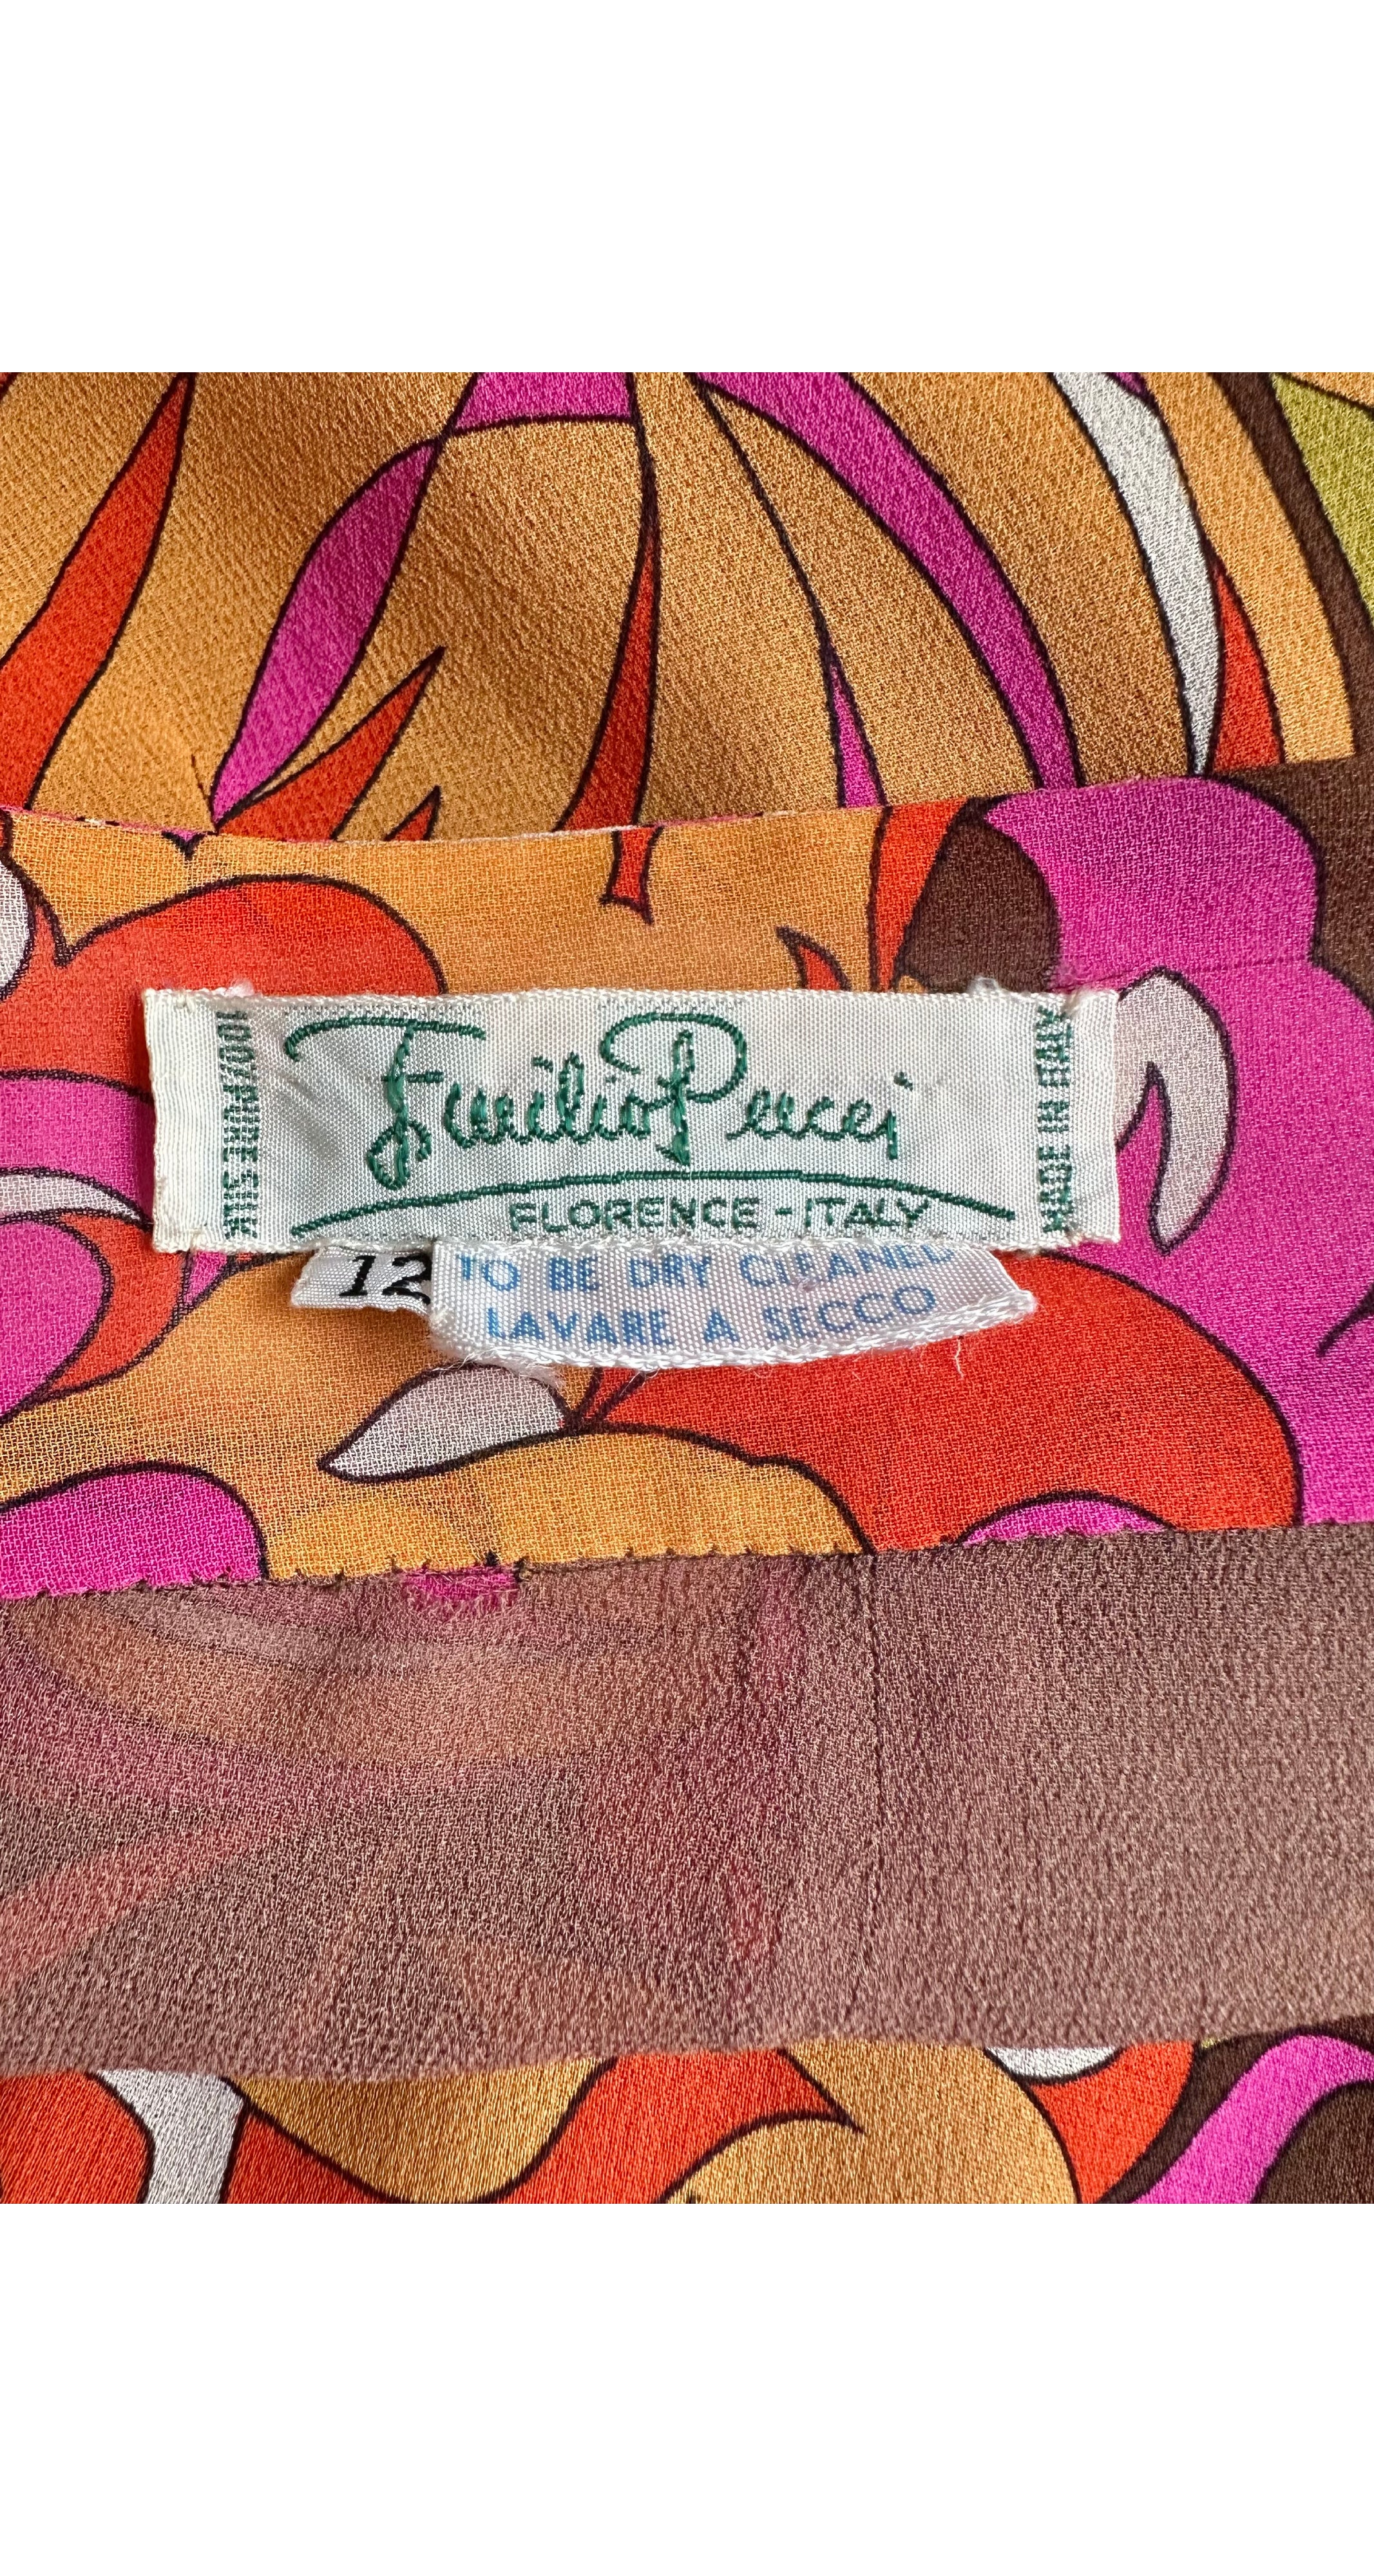 Emilio Pucci
FLORENCE - ITALY
100% PURE SILK
MADE IN ITALY
12
TO BE DRY CLEANED
LAVARE A SECCO